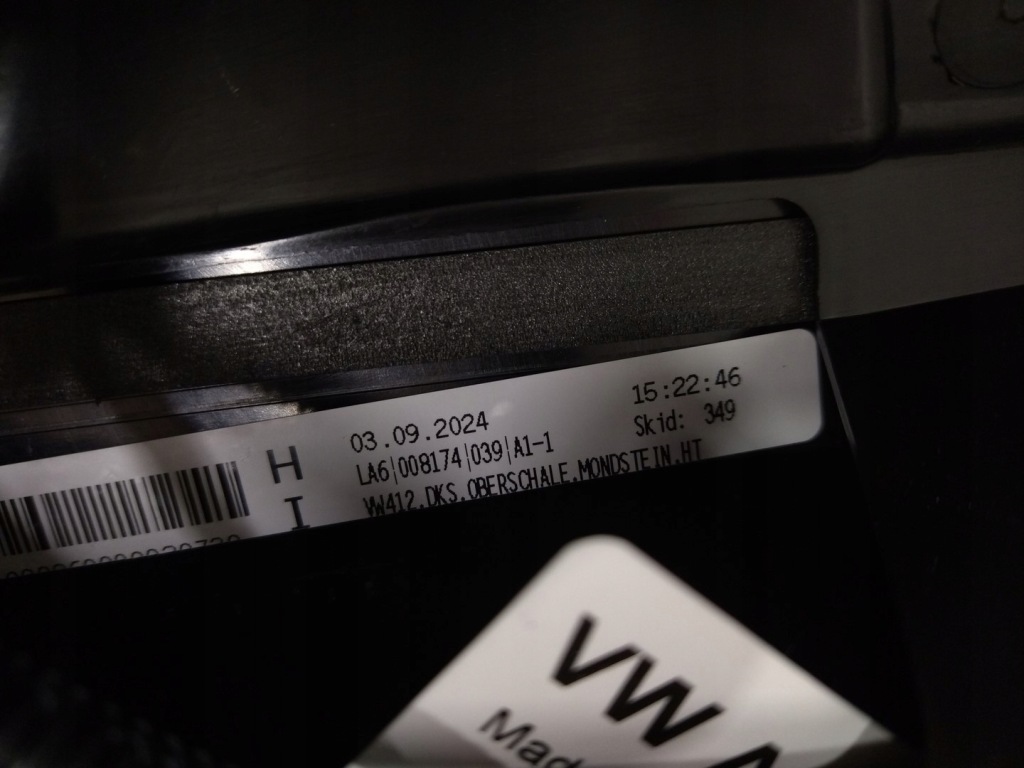 03.09.2024 15:22:46
LA6|008174|039|A1-1 Skid: 349
VW412.DKS.OBERSCHALE.MONDSTEIN.HT
H
I
VW A
Mad